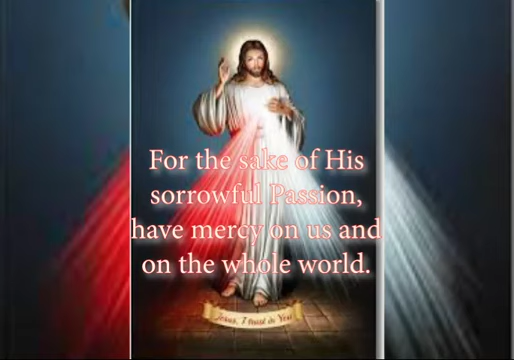 For the sake of His
sorrowful Passion,
have mercy on us and
on the whole world.
Jesus, I trust in You